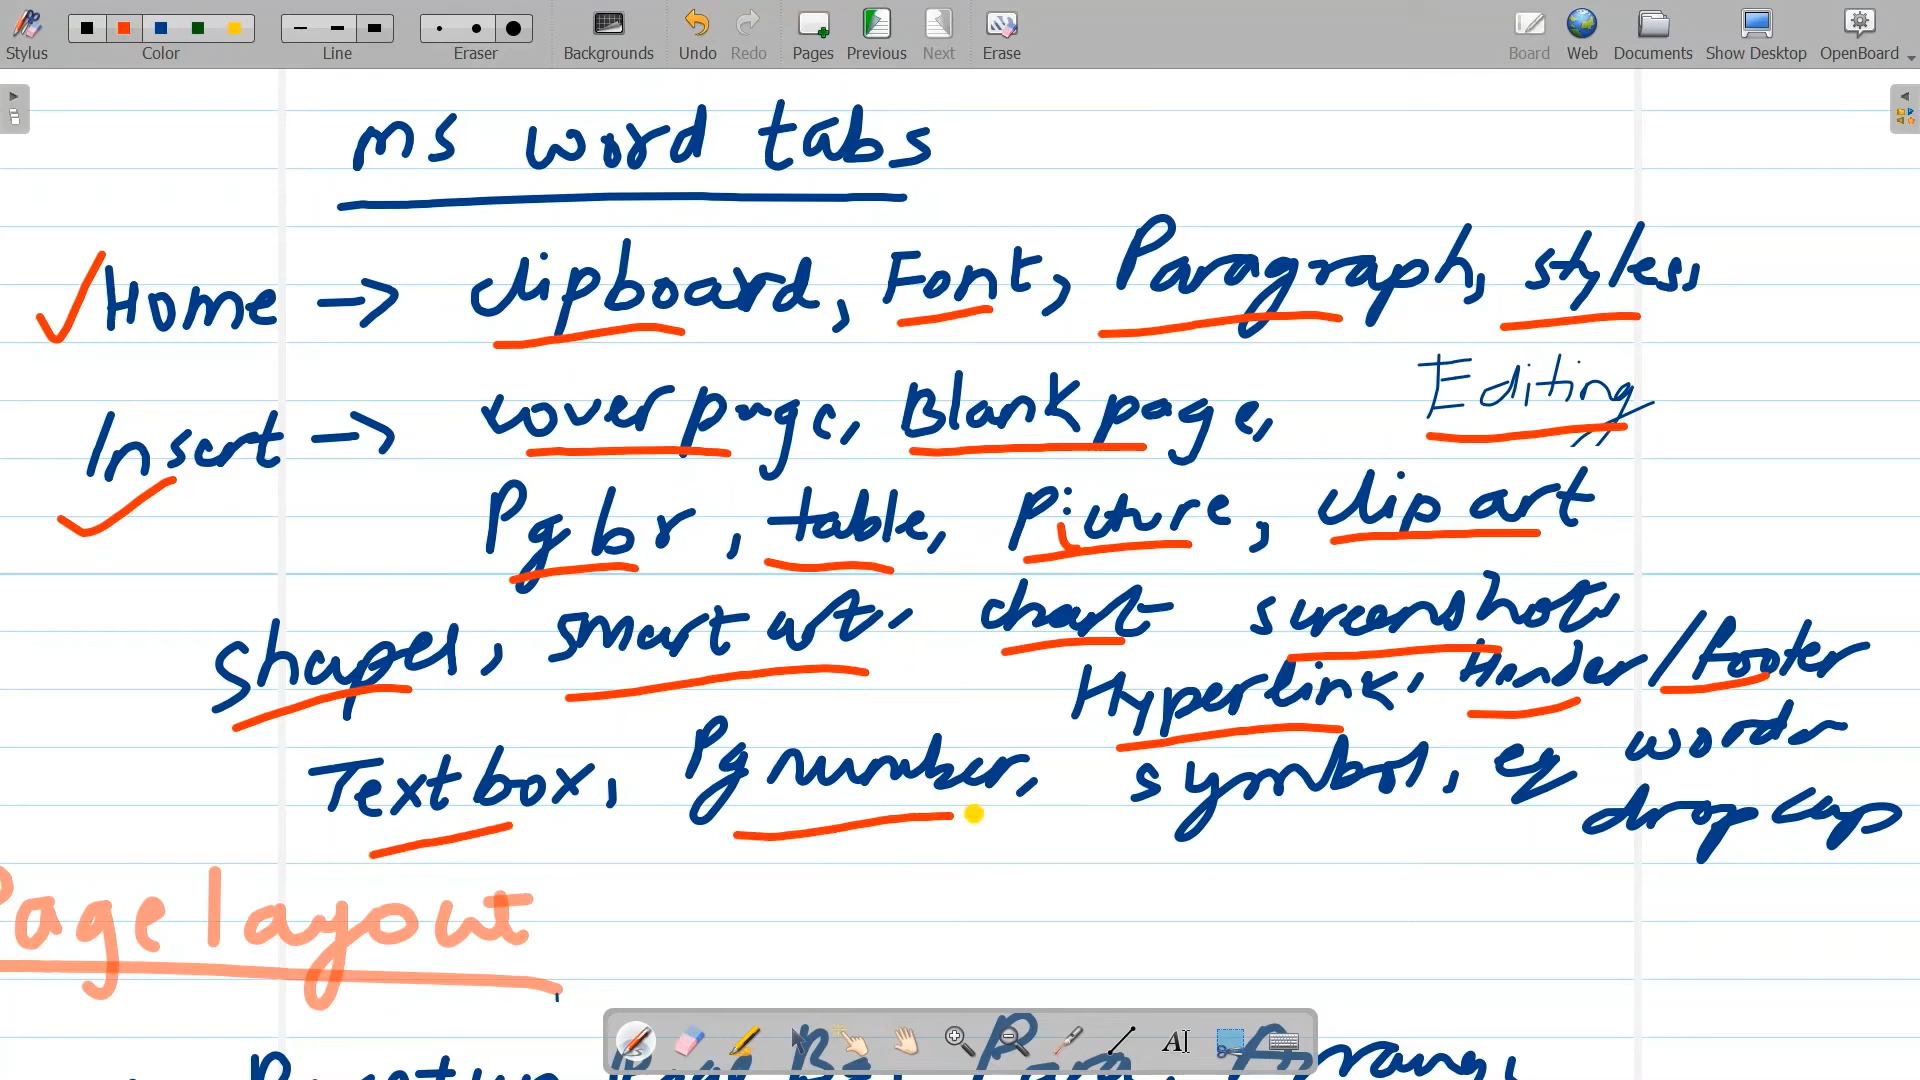 Stylus Color Line Eraser Backgrounds Undo Redo Pages Previous Next Erase Board Web Documents Show Desktop OpenBoard
ms word tabs
Home -> clipboard, Font, Paragraph, styles,
Editing
Insert -> cover page, Blank page,
Pg br, table, Picture, clip art
Shapes, smart art, chart screenshots
Hyperlink, Header / Footer
Text box, Pg number, symbol, eq word
drop cap
Page layout